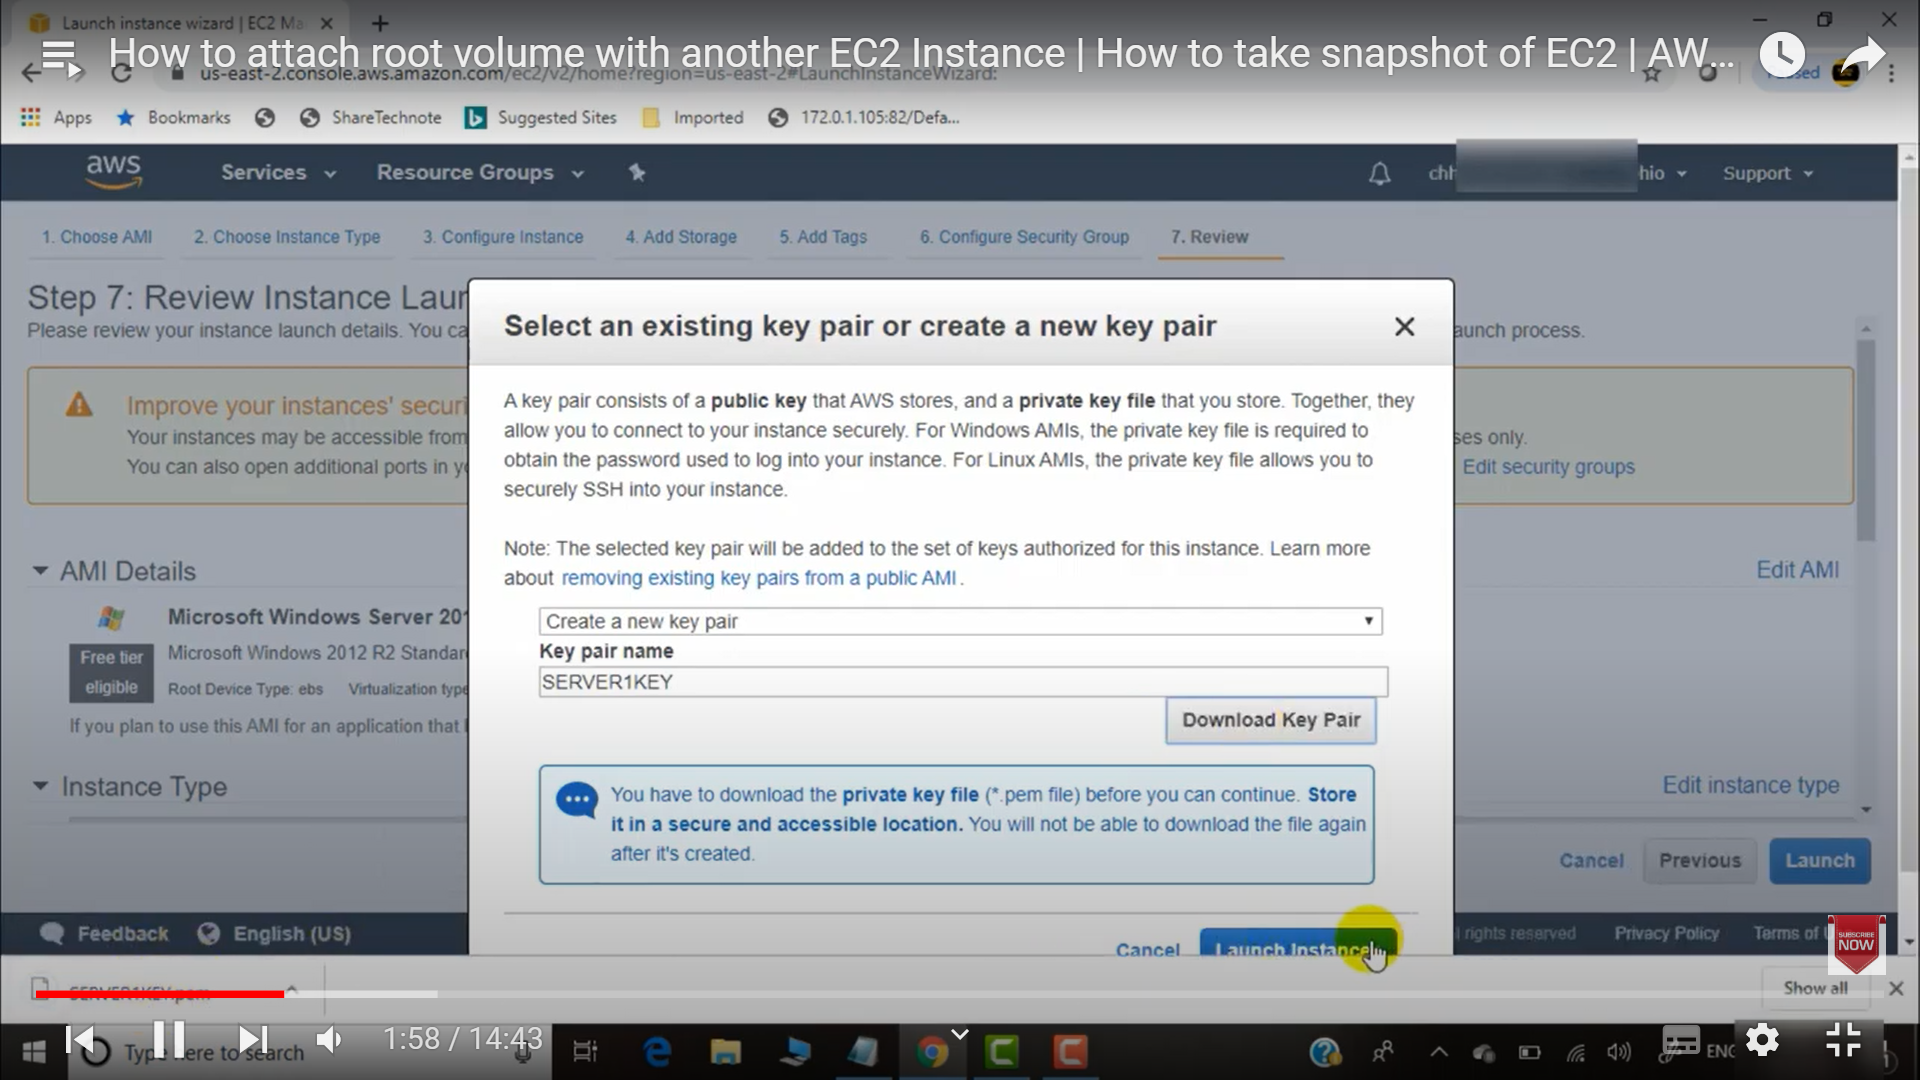 Launch instance wizard | EC2 Ma
How to attach root volume with another EC2 Instance | How to take snapshot of EC2 | AW...
us-east-2.console.aws.amazon.com/ec2/v2/home?region=us-east-2#LaunchInstanceWizard:
Apps Bookmarks ShareTechnote Suggested Sites Imported 172.0.1.105:82/Defa...
aws Services Resource Groups chh hio Support
1. Choose AMI 2. Choose Instance Type 3. Configure Instance 4. Add Storage 5. Add Tags 6. Configure Security Group 7. Review
Step 7: Review Instance Laun
Please review your instance launch details. You ca
aunch process.
Improve your instances' securi
Your instances may be accessible from
ses only.
You can also open additional ports in yo
Edit security groups
AMI Details
Edit AMI
Microsoft Windows Server 201
Free tier
eligible
Microsoft Windows 2012 R2 Standar
Root Device Type: ebs Virtualization type
If you plan to use this AMI for an application that
Instance Type
Edit instance type
Select an existing key pair or create a new key pair
A key pair consists of a public key that AWS stores, and a private key file that you store. Together, they
allow you to connect to your instance securely. For Windows AMIs, the private key file is required to
obtain the password used to log into your instance. For Linux AMIs, the private key file allows you to
securely SSH into your instance.
Note: The selected key pair will be added to the set of keys authorized for this instance. Learn more
about removing existing key pairs from a public AMI .
Create a new key pair
Key pair name
SERVER1KEY
Download Key Pair
You have to download the private key file (*.pem file) before you can continue. Store
it in a secure and accessible location. You will not be able to download the file again
after it's created.
Cancel Launch Instance
Cancel Previous Launch
Feedback English (US)
rights reserved Privacy Policy Terms of U
SUBSCRIBE
NOW
SERVER1KEY.pem
Show all
1:58 / 14:43
Type here to search
ENG